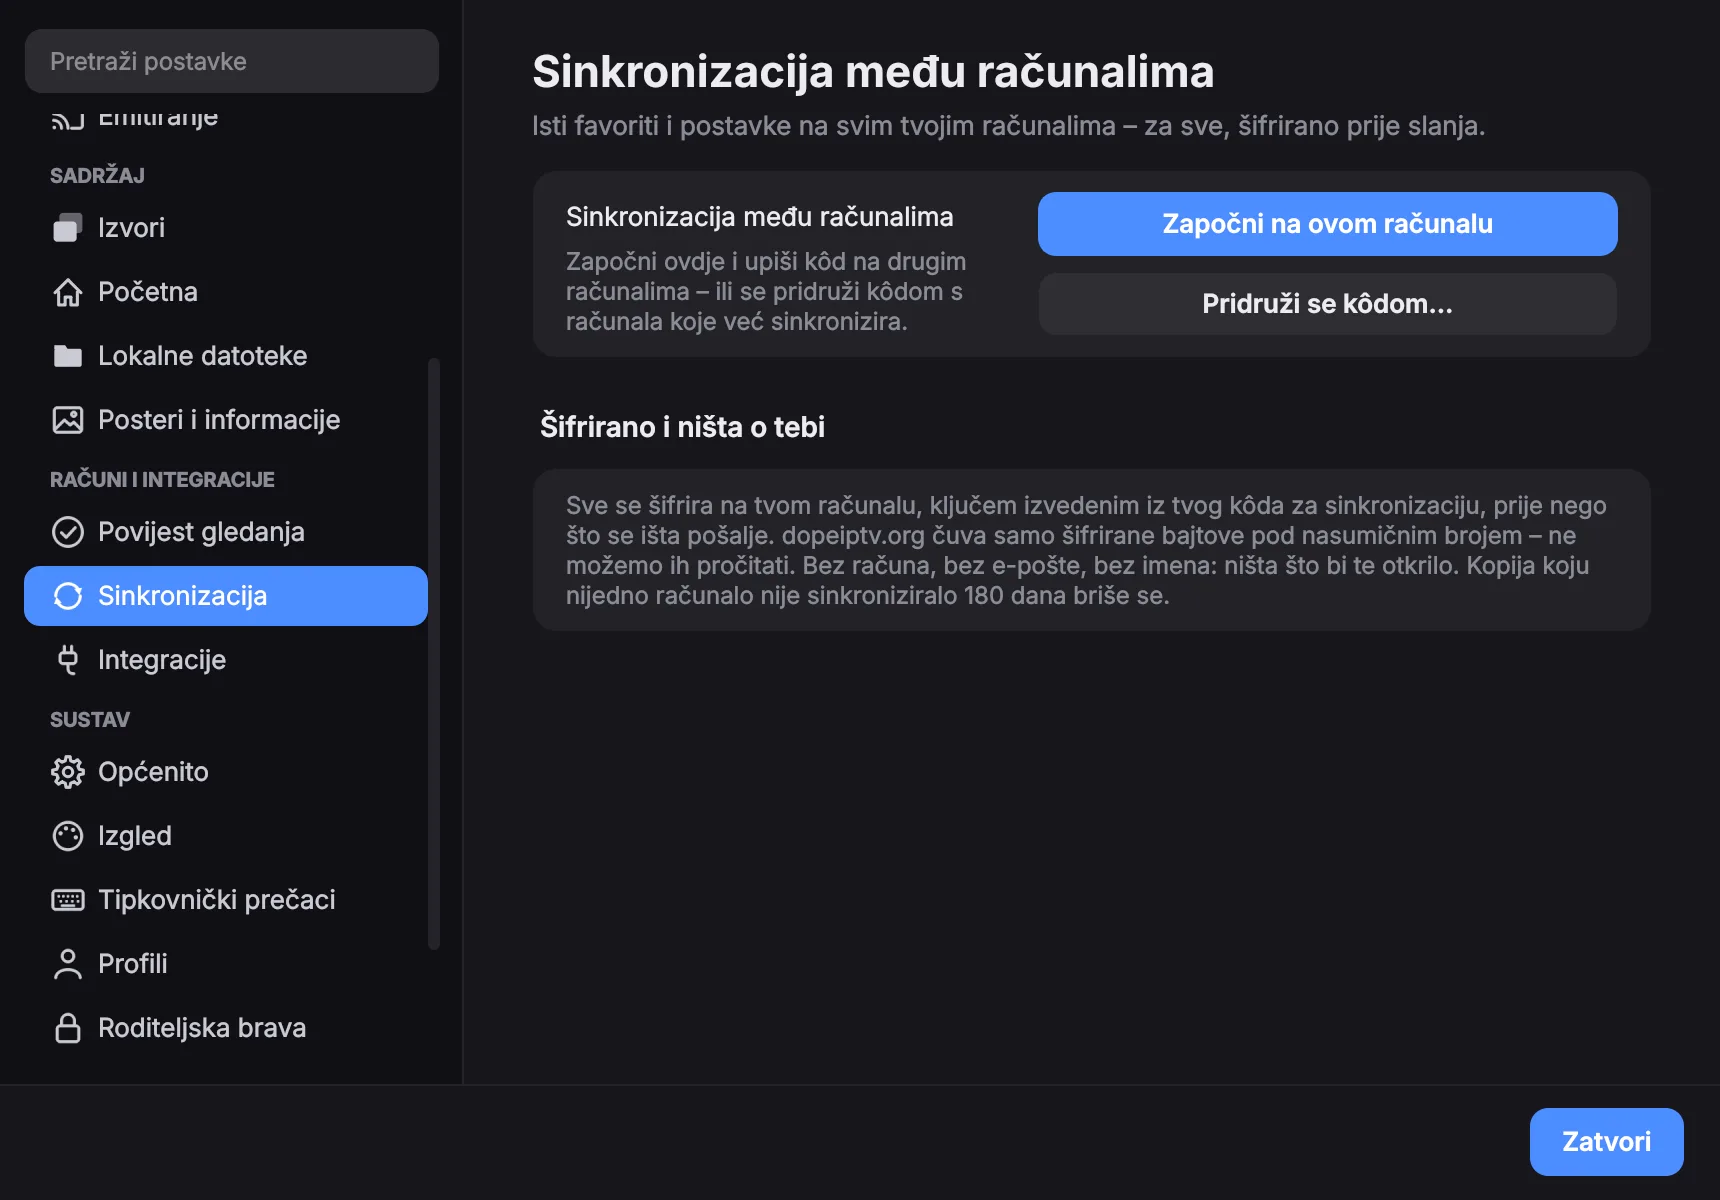 Pretraži postavke
Emitiranje
SADRŽAJ
Izvori
Početna
Lokalne datoteke
Posteri i informacije
RAČUNI I INTEGRACIJE
Povijest gledanja
Sinkronizacija
Integracije
SUSTAV
Općenito
Izgled
Tipkovnički prečaci
Profili
Roditeljska brava
Sinkronizacija među računalima
Isti favoriti i postavke na svim tvojim računalima – za sve, šifrirano prije slanja.
Sinkronizacija među računalima
Započni ovdje i upiši kôd na drugim
računalima – ili se pridruži kôdom s
računala koje već sinkronizira.
Započni na ovom računalu
Pridruži se kôdom...
Šifrirano i ništa o tebi
Sve se šifrira na tvom računalu, ključem izvedenim iz tvog kôda za sinkronizaciju, prije nego
što se išta pošalje. dopeiptv.org čuva samo šifrirane bajtove pod nasumičnim brojem – ne
možemo ih pročitati. Bez računa, bez e-pošte, bez imena: ništa što bi te otkrilo. Kopija koju
nijedno računalo nije sinkroniziralo 180 dana briše se.
Zatvori